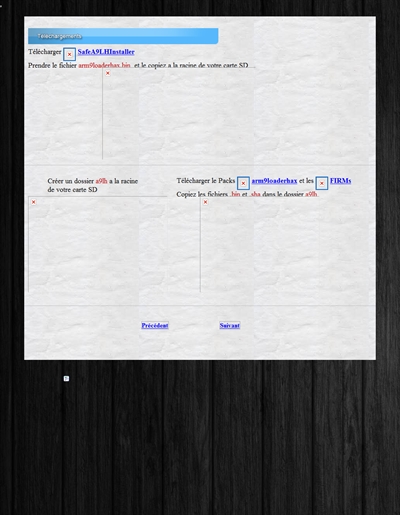 Téléchargements
Télécharger SafeA9LHInstaller
Prendre le fichier arm9loaderhax.bin et le copiez a la racine de votre carte SD....
Créer un dossier a9lh a la racine
de votre carte SD
Télécharger le Packs arm9loaderhax et les FIRMs
Copiez les fichiers .bin et .sha dans le dossier a9lh
Précédent
Suivant